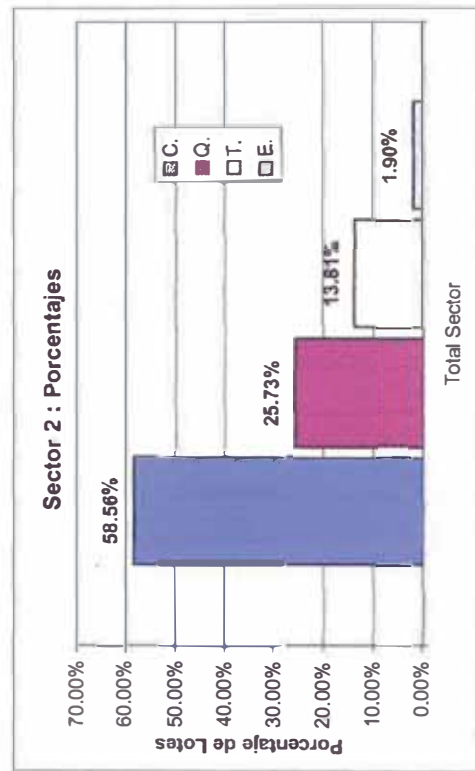 Sector 2 : Porcentajes
Porcentaje de Lotes
70.00%
60.00%
50.00%
40.00%
30.00%
20.00%
10.00%
0.00%
58.56%
25.73%
13.81%
1.90%
C.
Q.
T.
E.
Total Sector